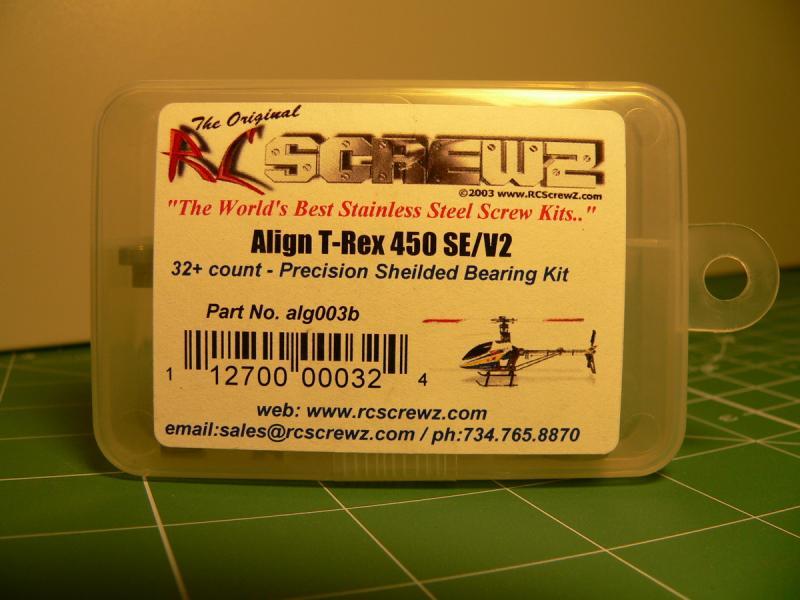 The Original
RC SCREWZ
©2003 www.RCScrewZ.com
"The World's Best Stainless Steel Screw Kits.."
Align T-Rex 450 SE/V2
32+ count - Precision Sheilded Bearing Kit
Part No. alg003b
1 12700 00032 4
web: www.rcscrewz.com
email:sales@rcscrewz.com / ph:734.765.8870